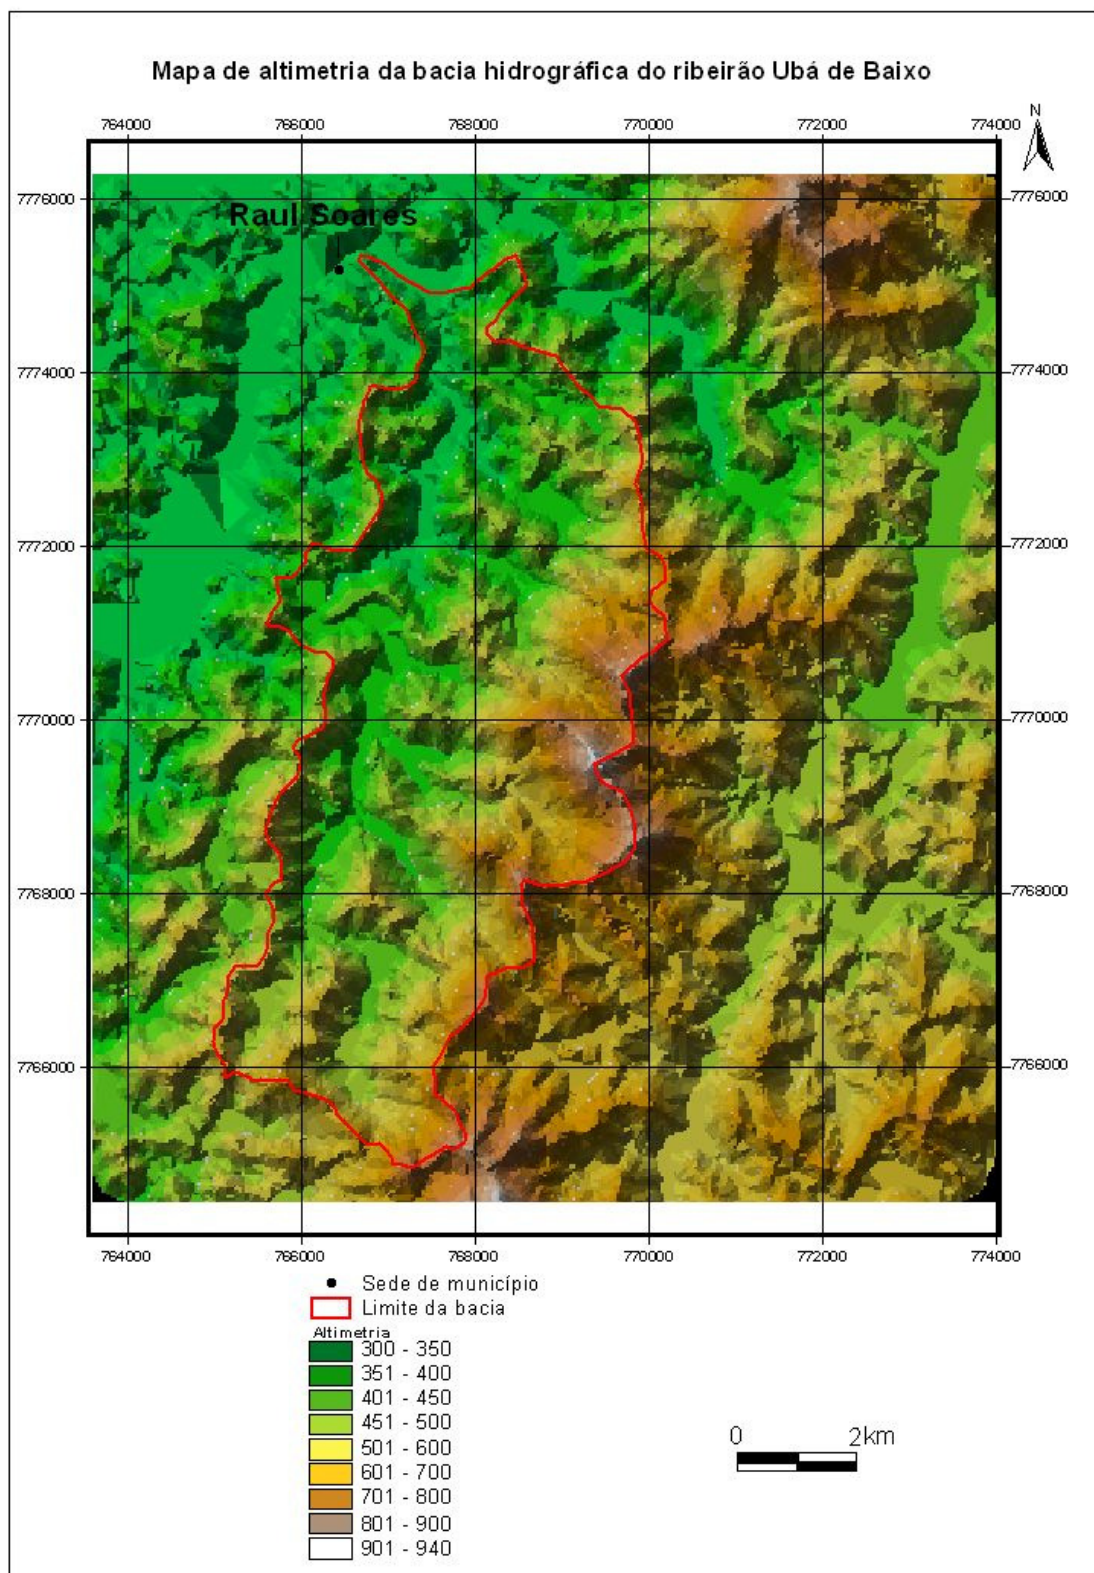 Mapa de altimetria da bacia hidrográfica do ribeirão Ubá de Baixo
764000 766000 768000 770000 772000 774000
N
7776000 7776000
Raul Soares
7774000 7774000
7772000 7772000
7770000 7770000
7768000 7768000
7766000 7766000
764000 766000 768000 770000 772000 774000
Sede de município
Limite da bacia
Altimetria
300 - 350
351 - 400
401 - 450
451 - 500
501 - 600
601 - 700
701 - 800
801 - 900
901 - 940
0 2km